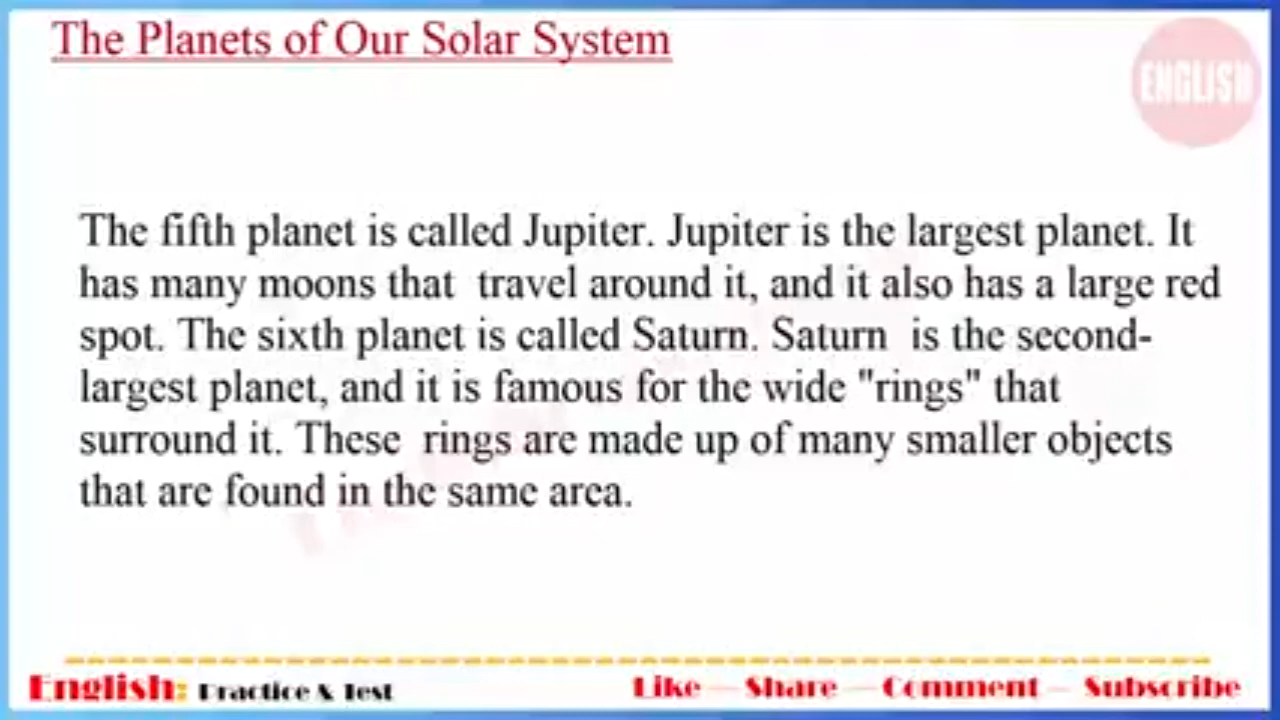 The Planets of Our Solar System
ENGLISH
The fifth planet is called Jupiter. Jupiter is the largest planet. It
has many moons that travel around it, and it also has a large red
spot. The sixth planet is called Saturn. Saturn is the second-
largest planet, and it is famous for the wide "rings" that
surround it. These rings are made up of many smaller objects
that are found in the same area.
English: Practice & Test
Like — Share — Comment — Subscribe